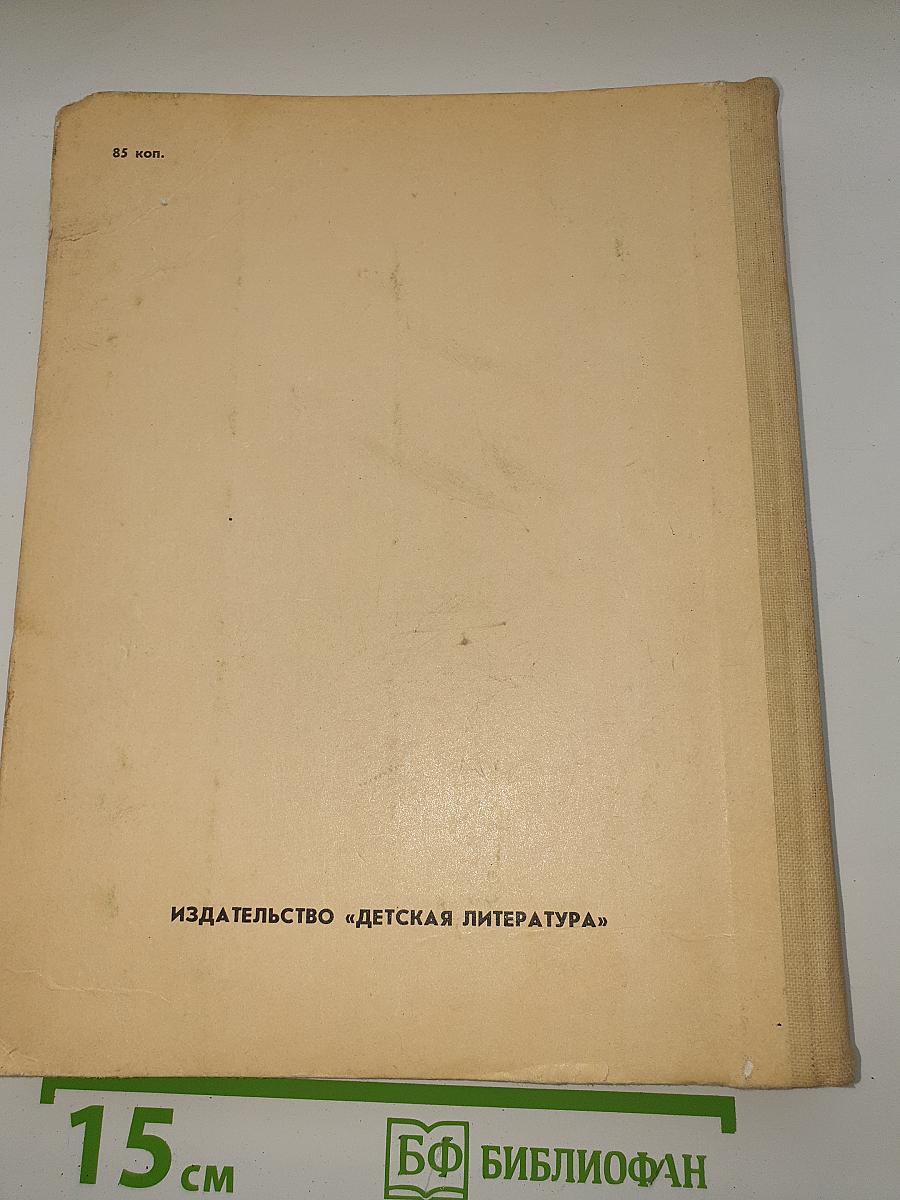 85 коп.
ИЗДАТЕЛЬСТВО «ДЕТСКАЯ ЛИТЕРАТУРА»
15 см
БФ БИБЛИОФАН